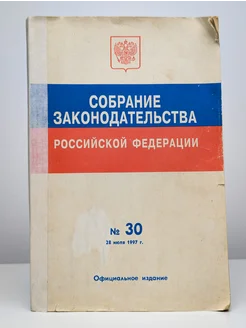 СОБРАНИЕ
ЗАКОНОДАТЕЛЬСТВА
РОССИЙСКОЙ ФЕДЕРАЦИИ
№ 30
28 июля 1997 г.
Официальное издание